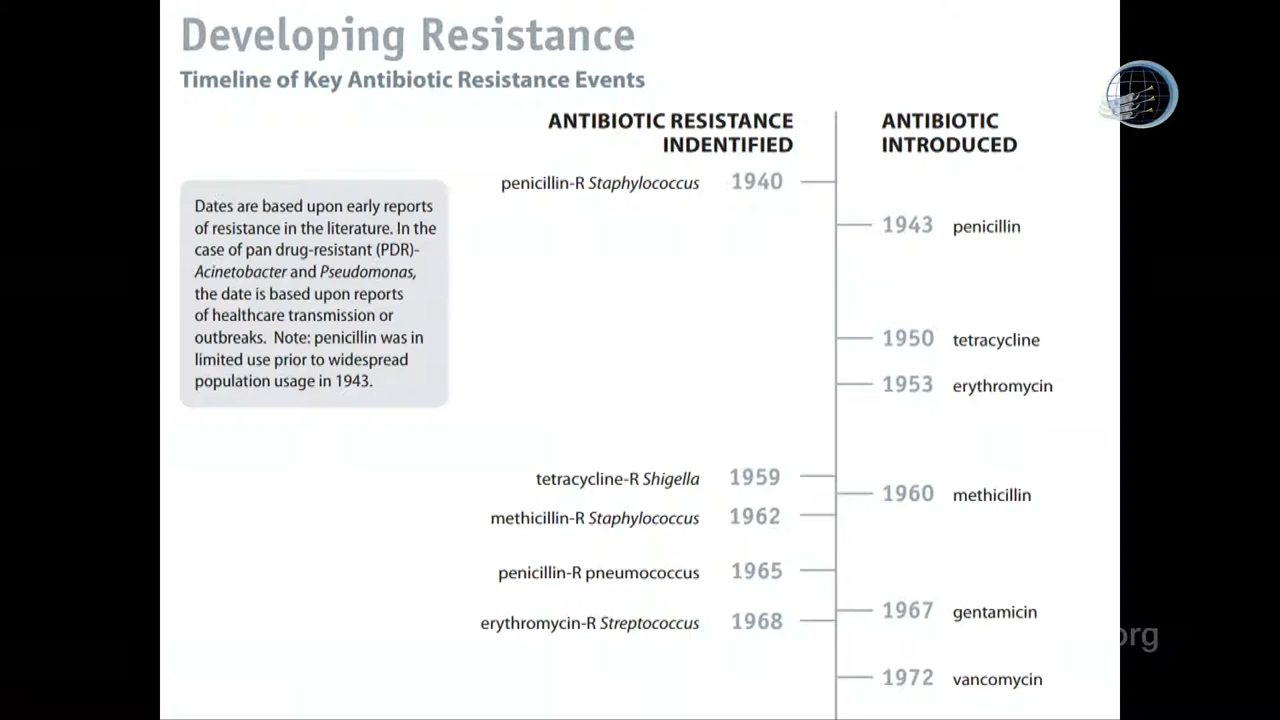 Developing Resistance
Timeline of Key Antibiotic Resistance Events
ANTIBIOTIC RESISTANCE
INDENTIFIED
ANTIBIOTIC
INTRODUCED
penicillin-R Staphylococcus 1940
Dates are based upon early reports
of resistance in the literature. In the
case of pan drug-resistant (PDR)-
Acinetobacter and Pseudomonas,
the date is based upon reports
of healthcare transmission or
outbreaks. Note: penicillin was in
limited use prior to widespread
population usage in 1943.
1943 penicillin
1950 tetracycline
1953 erythromycin
tetracycline-R Shigella 1959
1960 methicillin
methicillin-R Staphylococcus 1962
penicillin-R pneumococcus 1965
1967 gentamicin
erythromycin-R Streptococcus 1968
org
1972 vancomycin